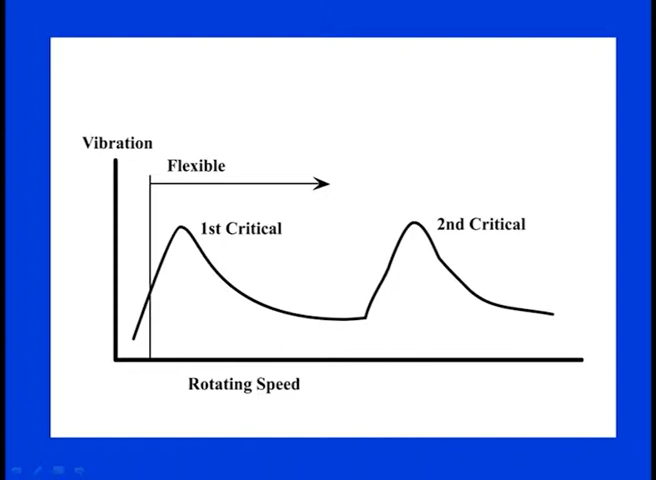 Vibration
Flexible
1st Critical
2nd Critical
Rotating Speed